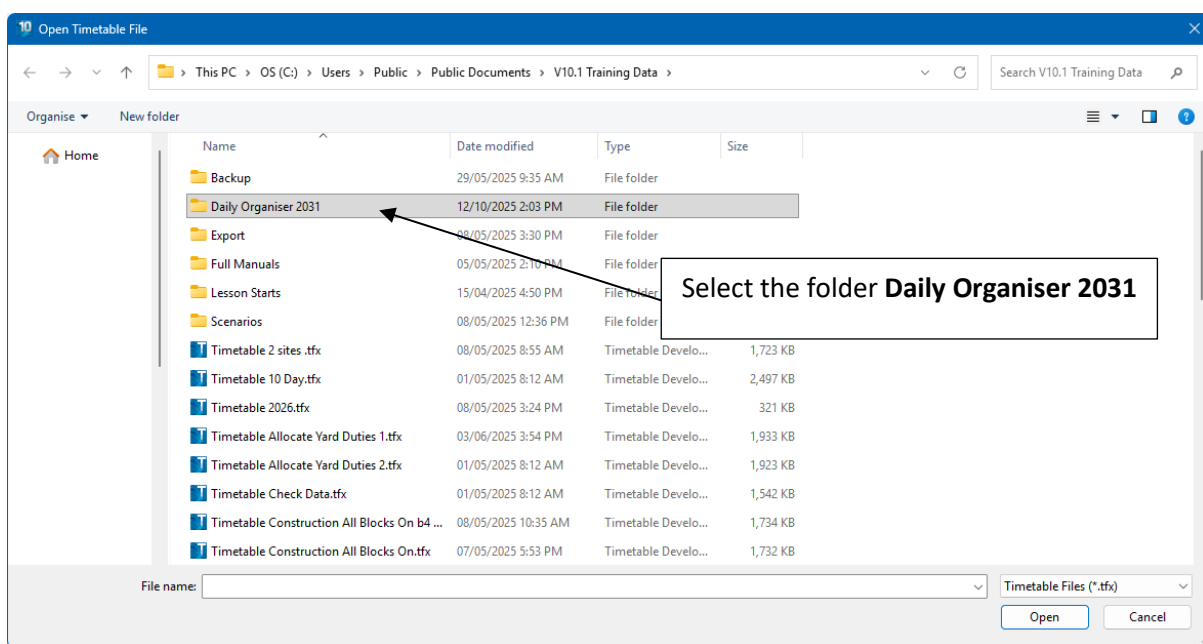 10 Open Timetable File
This PC > OS (C:) > Users > Public > Public Documents > V10.1 Training Data >
Search V10.1 Training Data
Organise New folder
Home
Name Date modified Type Size
Backup 29/05/2025 9:35 AM File folder
Daily Organiser 2031 12/10/2025 2:03 PM File folder
Export 08/05/2025 3:30 PM File folder
Full Manuals 05/05/2025 2:10 PM File folder
Lesson Starts 15/04/2025 4:50 PM File folder
Scenarios 08/05/2025 12:36 PM File folder
Select the folder Daily Organiser 2031
Timetable 2 sites .tfx 08/05/2025 8:55 AM Timetable Develo... 1,723 KB
Timetable 10 Day.tfx 01/05/2025 8:12 AM Timetable Develo... 2,497 KB
Timetable 2026.tfx 08/05/2025 3:24 PM Timetable Develo... 321 KB
Timetable Allocate Yard Duties 1.tfx 03/06/2025 3:54 PM Timetable Develo... 1,933 KB
Timetable Allocate Yard Duties 2.tfx 01/05/2025 8:12 AM Timetable Develo... 1,923 KB
Timetable Check Data.tfx 01/05/2025 8:12 AM Timetable Develo... 1,542 KB
Timetable Construction All Blocks On b4 ... 08/05/2025 10:35 AM Timetable Develo... 1,734 KB
Timetable Construction All Blocks On.tfx 07/05/2025 5:53 PM Timetable Develo... 1,732 KB
File name: Timetable Files (*.tfx)
Open Cancel